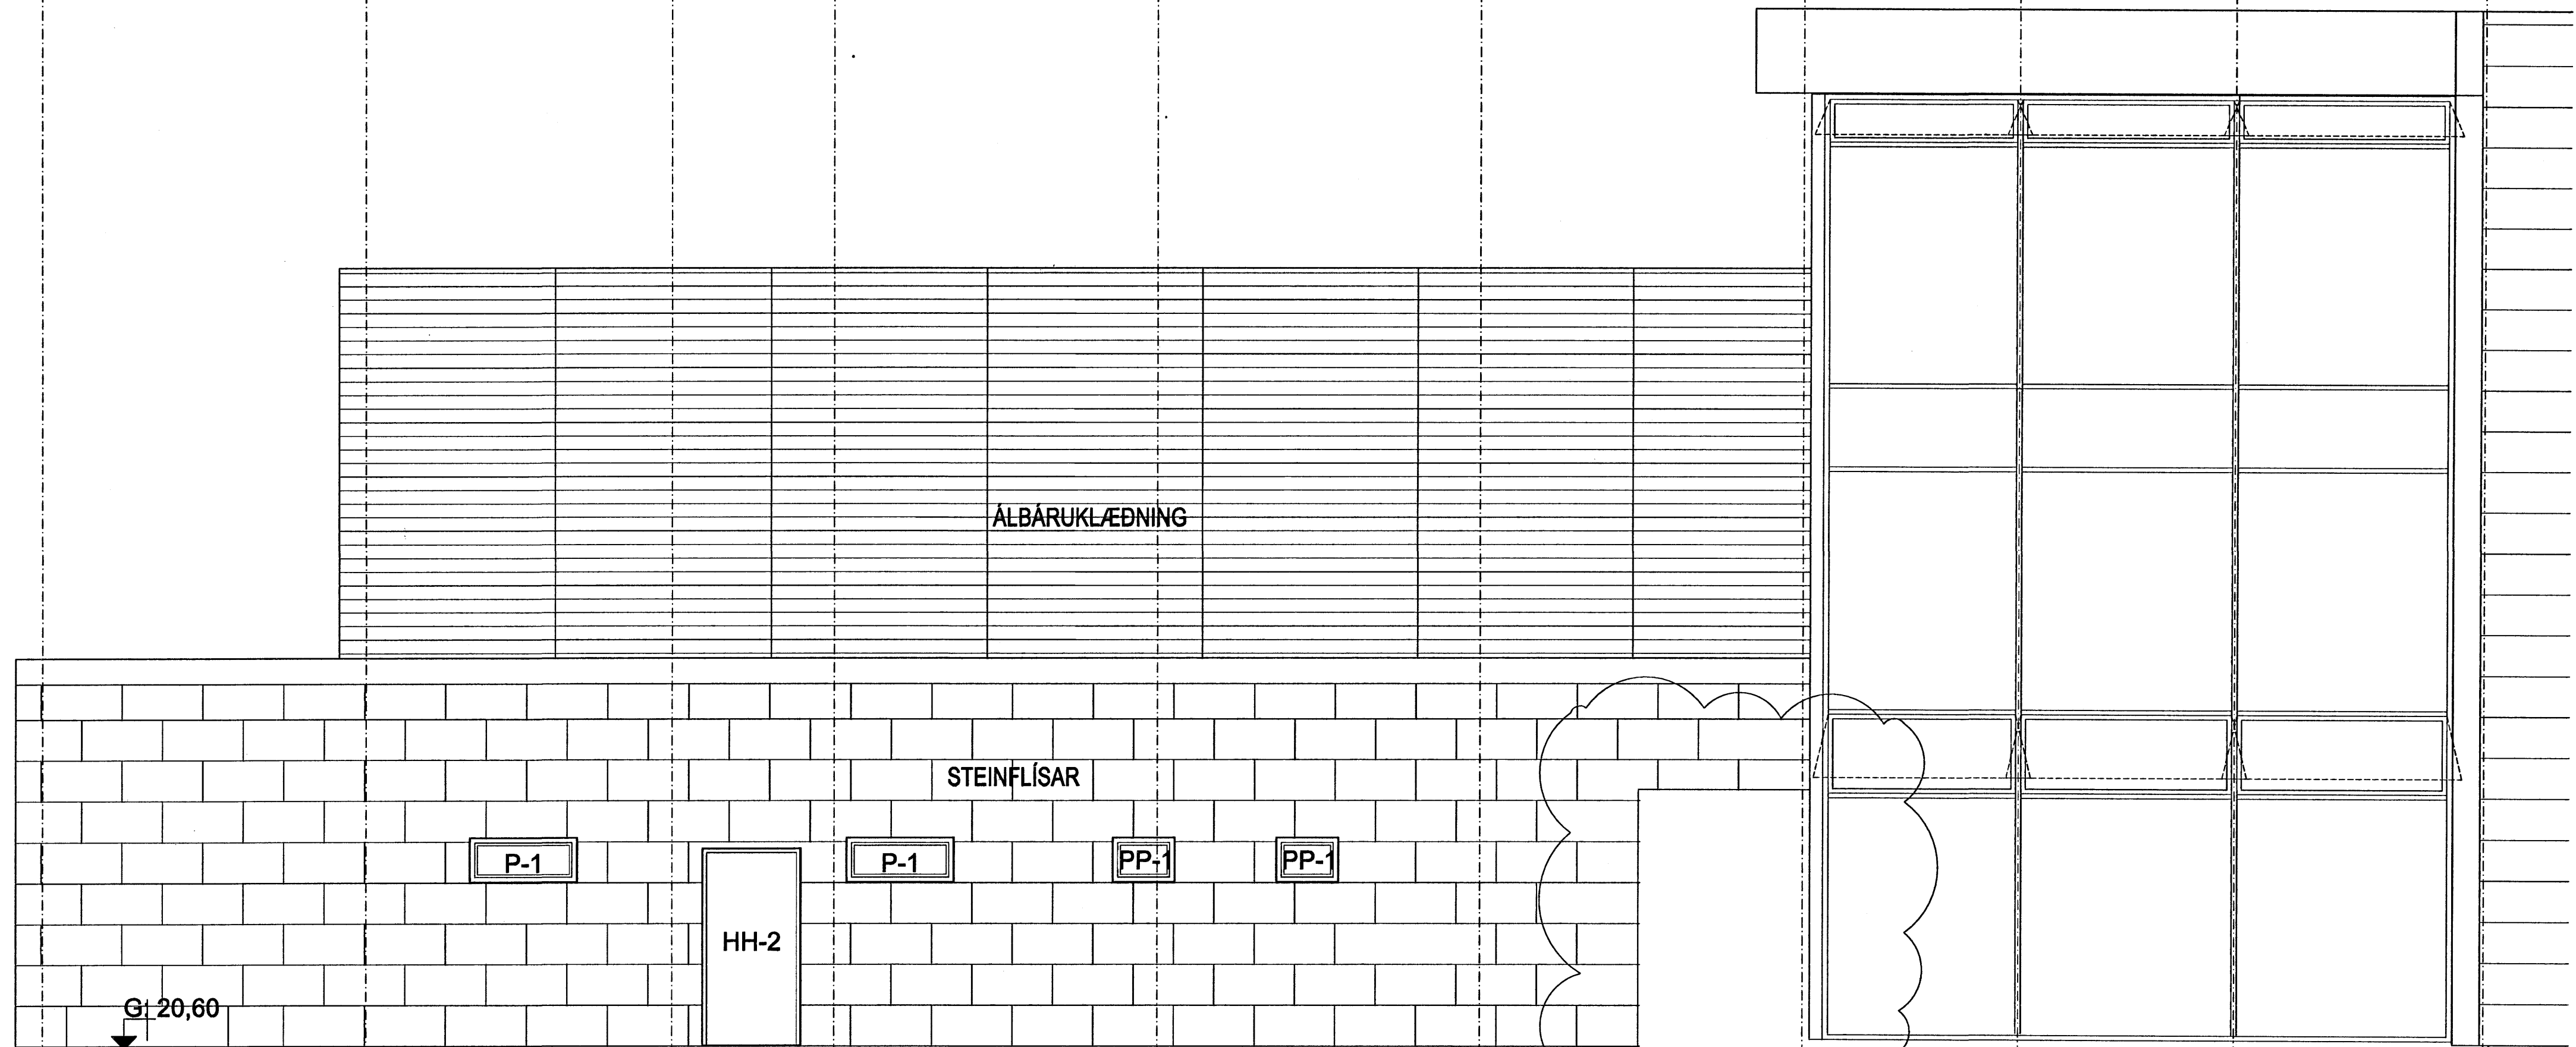 ÁLBÁRUKLÆÐNING
STEINFLÍSAR
P-1
P-1
PP-1
PP-1
HH-2
G: 20,60